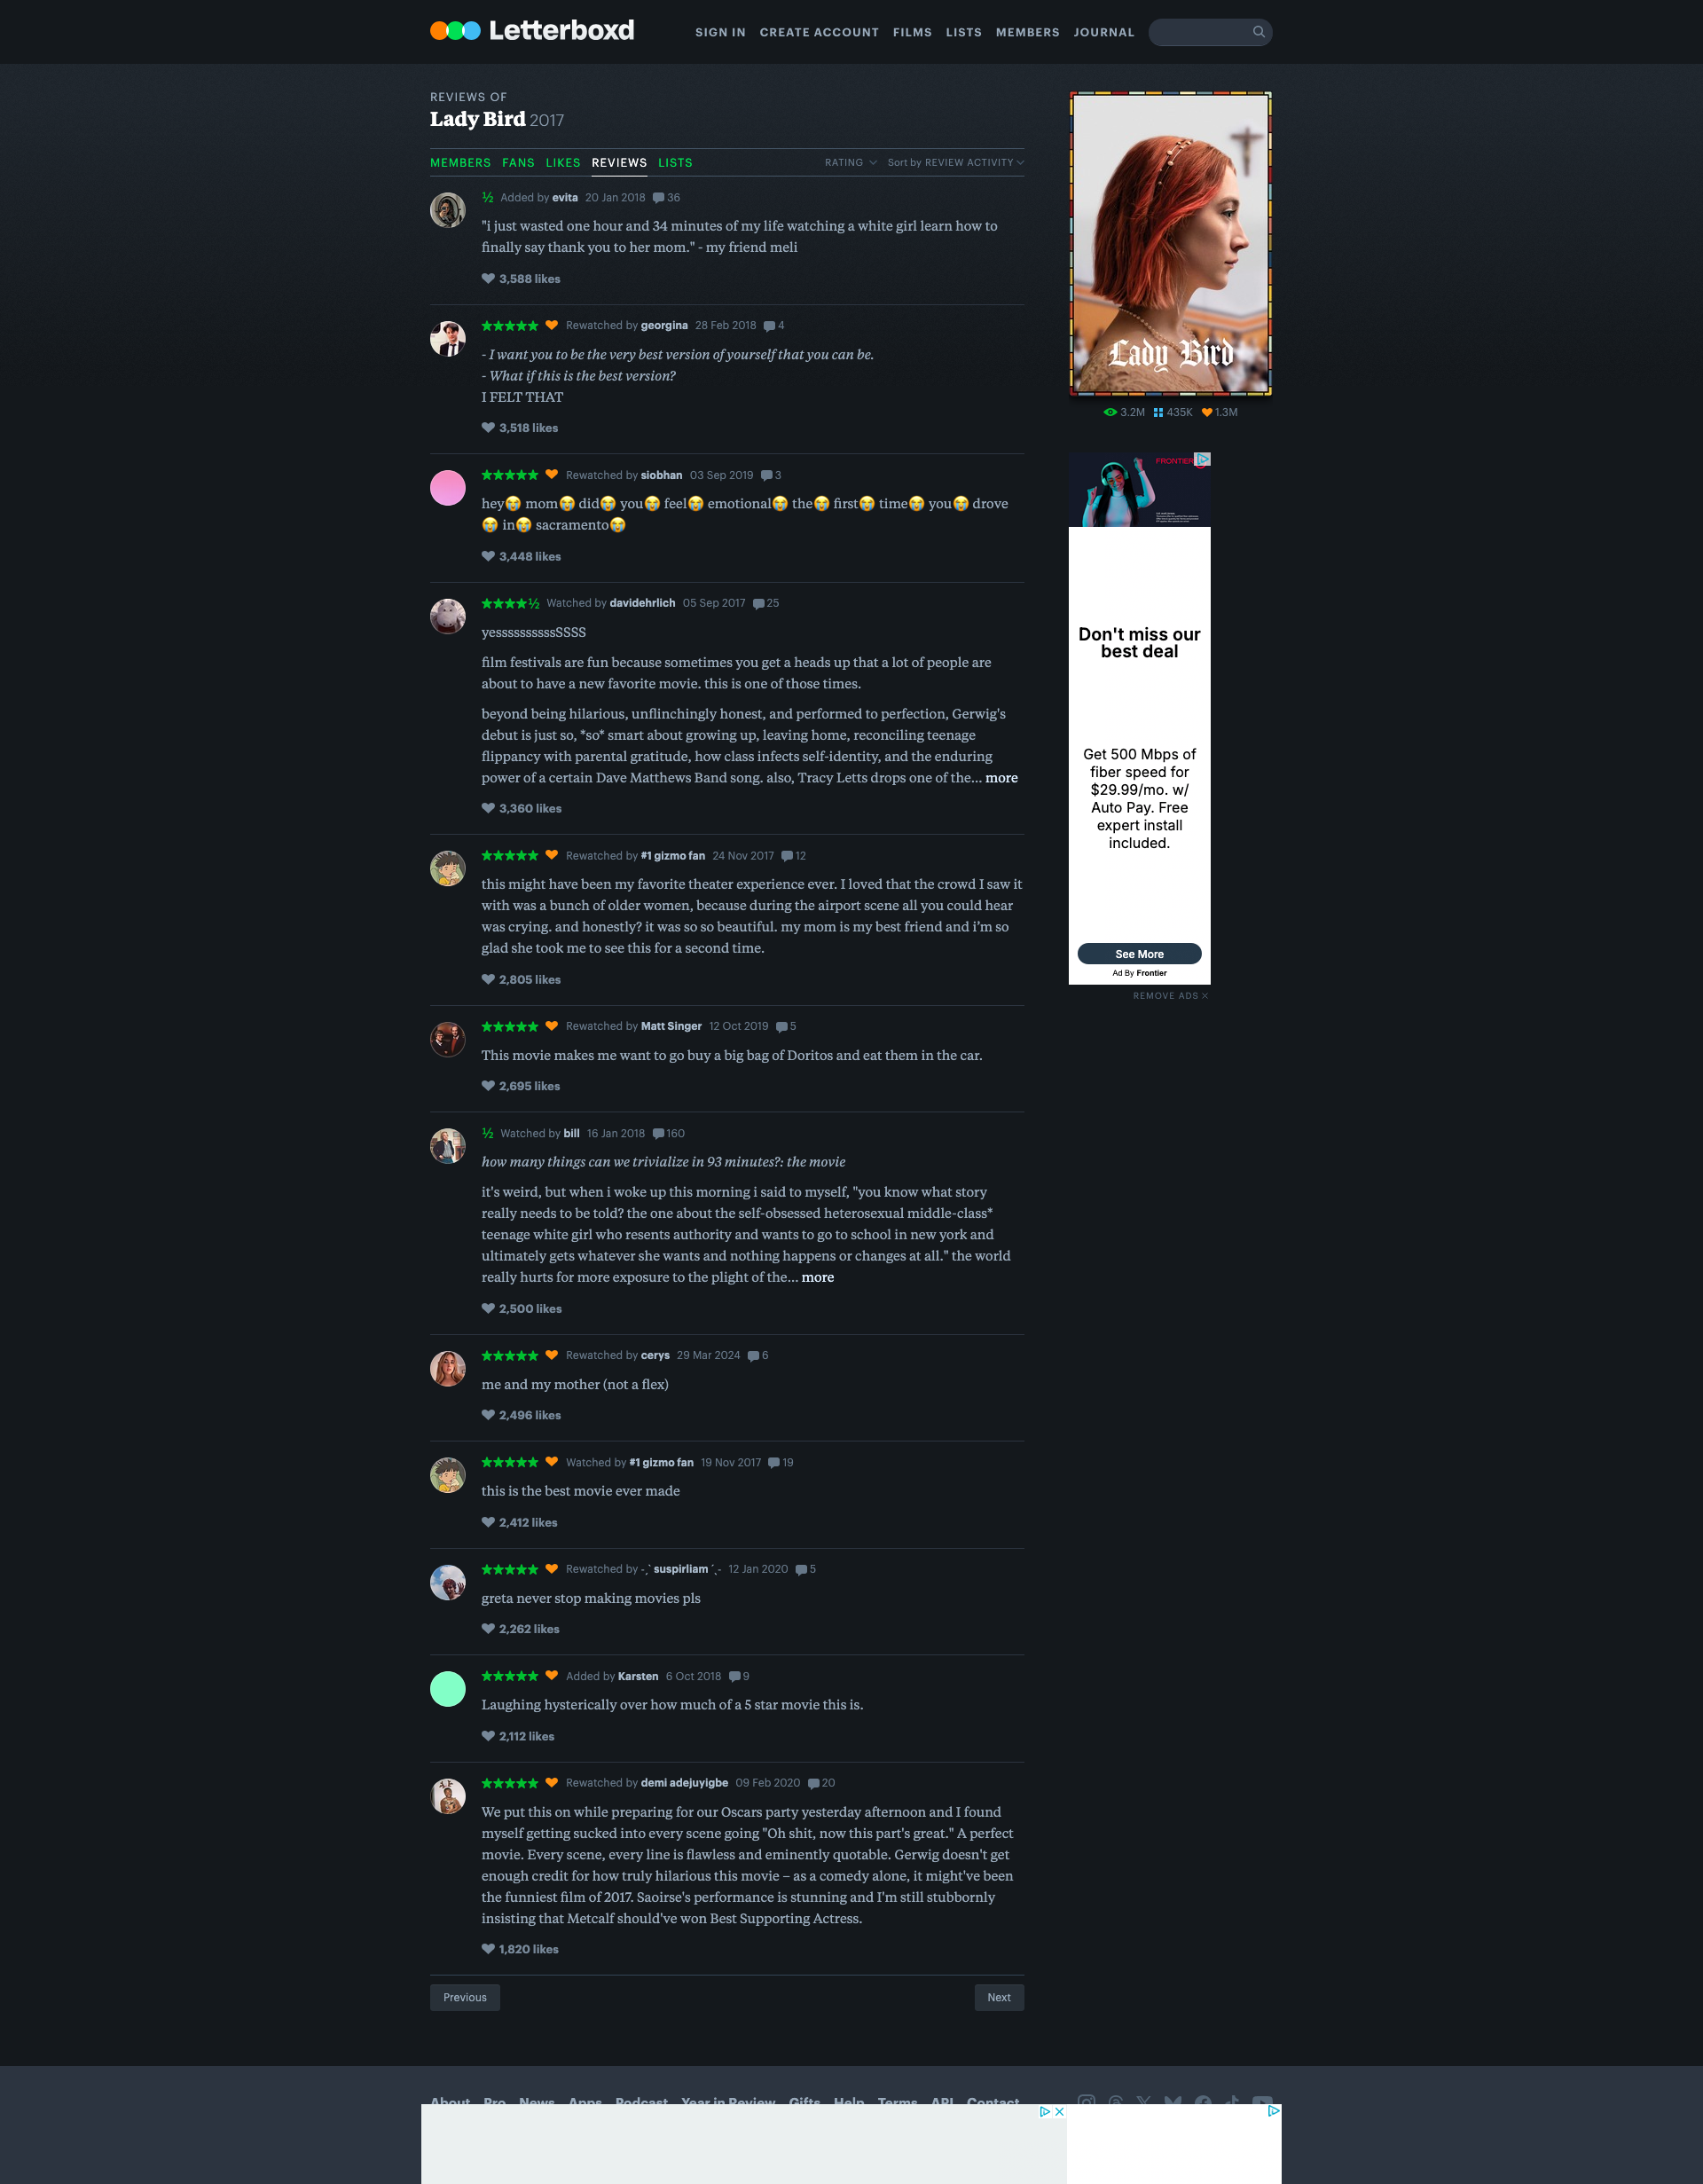 Letterboxd
SIGN IN CREATE ACCOUNT FILMS LISTS MEMBERS JOURNAL
REVIEWS OF
Lady Bird 2017
MEMBERS FANS LIKES REVIEWS LISTS
RATING Sort by REVIEW ACTIVITY
½ Added by evita 20 Jan 2018 36
"i just wasted one hour and 34 minutes of my life watching a white girl learn how to
finally say thank you to her mom." - my friend meli
3,588 likes
★★★★★ Rewatched by georgina 28 Feb 2018 4
- I want you to be the very best version of yourself that you can be.
- What if this is the best version?
I FELT THAT
3,518 likes
★★★★★ Rewatched by siobhan 03 Sep 2019 3
hey😭 mom😭 did😭 you😭 feel😭 emotional😭 the😭 first😭 time😭 you😭 drove
😭 in😭 sacramento😭
3,448 likes
★★★★½ Watched by davidehrlich 05 Sep 2017 25
yessssssssssSSSS
film festivals are fun because sometimes you get a heads up that a lot of people are
about to have a new favorite movie. this is one of those times.
beyond being hilarious, unflinchingly honest, and performed to perfection, Gerwig's
debut is just so, *so* smart about growing up, leaving home, reconciling teenage
flippancy with parental gratitude, how class infects self-identity, and the enduring
power of a certain Dave Matthews Band song. also, Tracy Letts drops one of the… more
3,360 likes
★★★★★ Rewatched by #1 gizmo fan 24 Nov 2017 12
this might have been my favorite theater experience ever. I loved that the crowd I saw it
with was a bunch of older women, because during the airport scene all you could hear
was crying. and honestly? it was so so beautiful. my mom is my best friend and i'm so
glad she took me to see this for a second time.
2,805 likes
★★★★★ Rewatched by Matt Singer 12 Oct 2019 5
This movie makes me want to go buy a big bag of Doritos and eat them in the car.
2,695 likes
½ Watched by bill 16 Jan 2018 160
how many things can we trivialize in 93 minutes?: the movie
it's weird, but when i woke up this morning i said to myself, "you know what story
really needs to be told? the one about the self-obsessed heterosexual middle-class*
teenage white girl who resents authority and wants to go to school in new york and
ultimately gets whatever she wants and nothing happens or changes at all." the world
really hurts for more exposure to the plight of the… more
2,500 likes
★★★★★ Rewatched by cerys 29 Mar 2024 6
me and my mother (not a flex)
2,496 likes
★★★★★ Watched by #1 gizmo fan 19 Nov 2017 19
this is the best movie ever made
2,412 likes
★★★★★ Rewatched by -ˏˋ suspirliam ˊˎ- 12 Jan 2020 5
greta never stop making movies pls
2,262 likes
★★★★★ Added by Karsten 6 Oct 2018 9
Laughing hysterically over how much of a 5 star movie this is.
2,112 likes
★★★★★ Rewatched by demi adejuyigbe 09 Feb 2020 20
We put this on while preparing for our Oscars party yesterday afternoon and I found
myself getting sucked into every scene going "Oh shit, now this part's great." A perfect
movie. Every scene, every line is flawless and eminently quotable. Gerwig doesn't get
enough credit for how truly hilarious this movie – as a comedy alone, it might've been
the funniest film of 2017. Saoirse's performance is stunning and I'm still stubbornly
insisting that Metcalf should've won Best Supporting Actress.
1,820 likes
Previous Next
Lady Bird
3.2M 435K 1.3M
FRONTIER
Don't miss our
best deal
Get 500 Mbps of
fiber speed for
$29.99/mo. w/
Auto Pay. Free
expert install
included.
See More
Ad By Frontier
REMOVE ADS
About Pro News Apps Podcast Year in Review Gifts Help Terms API Contact